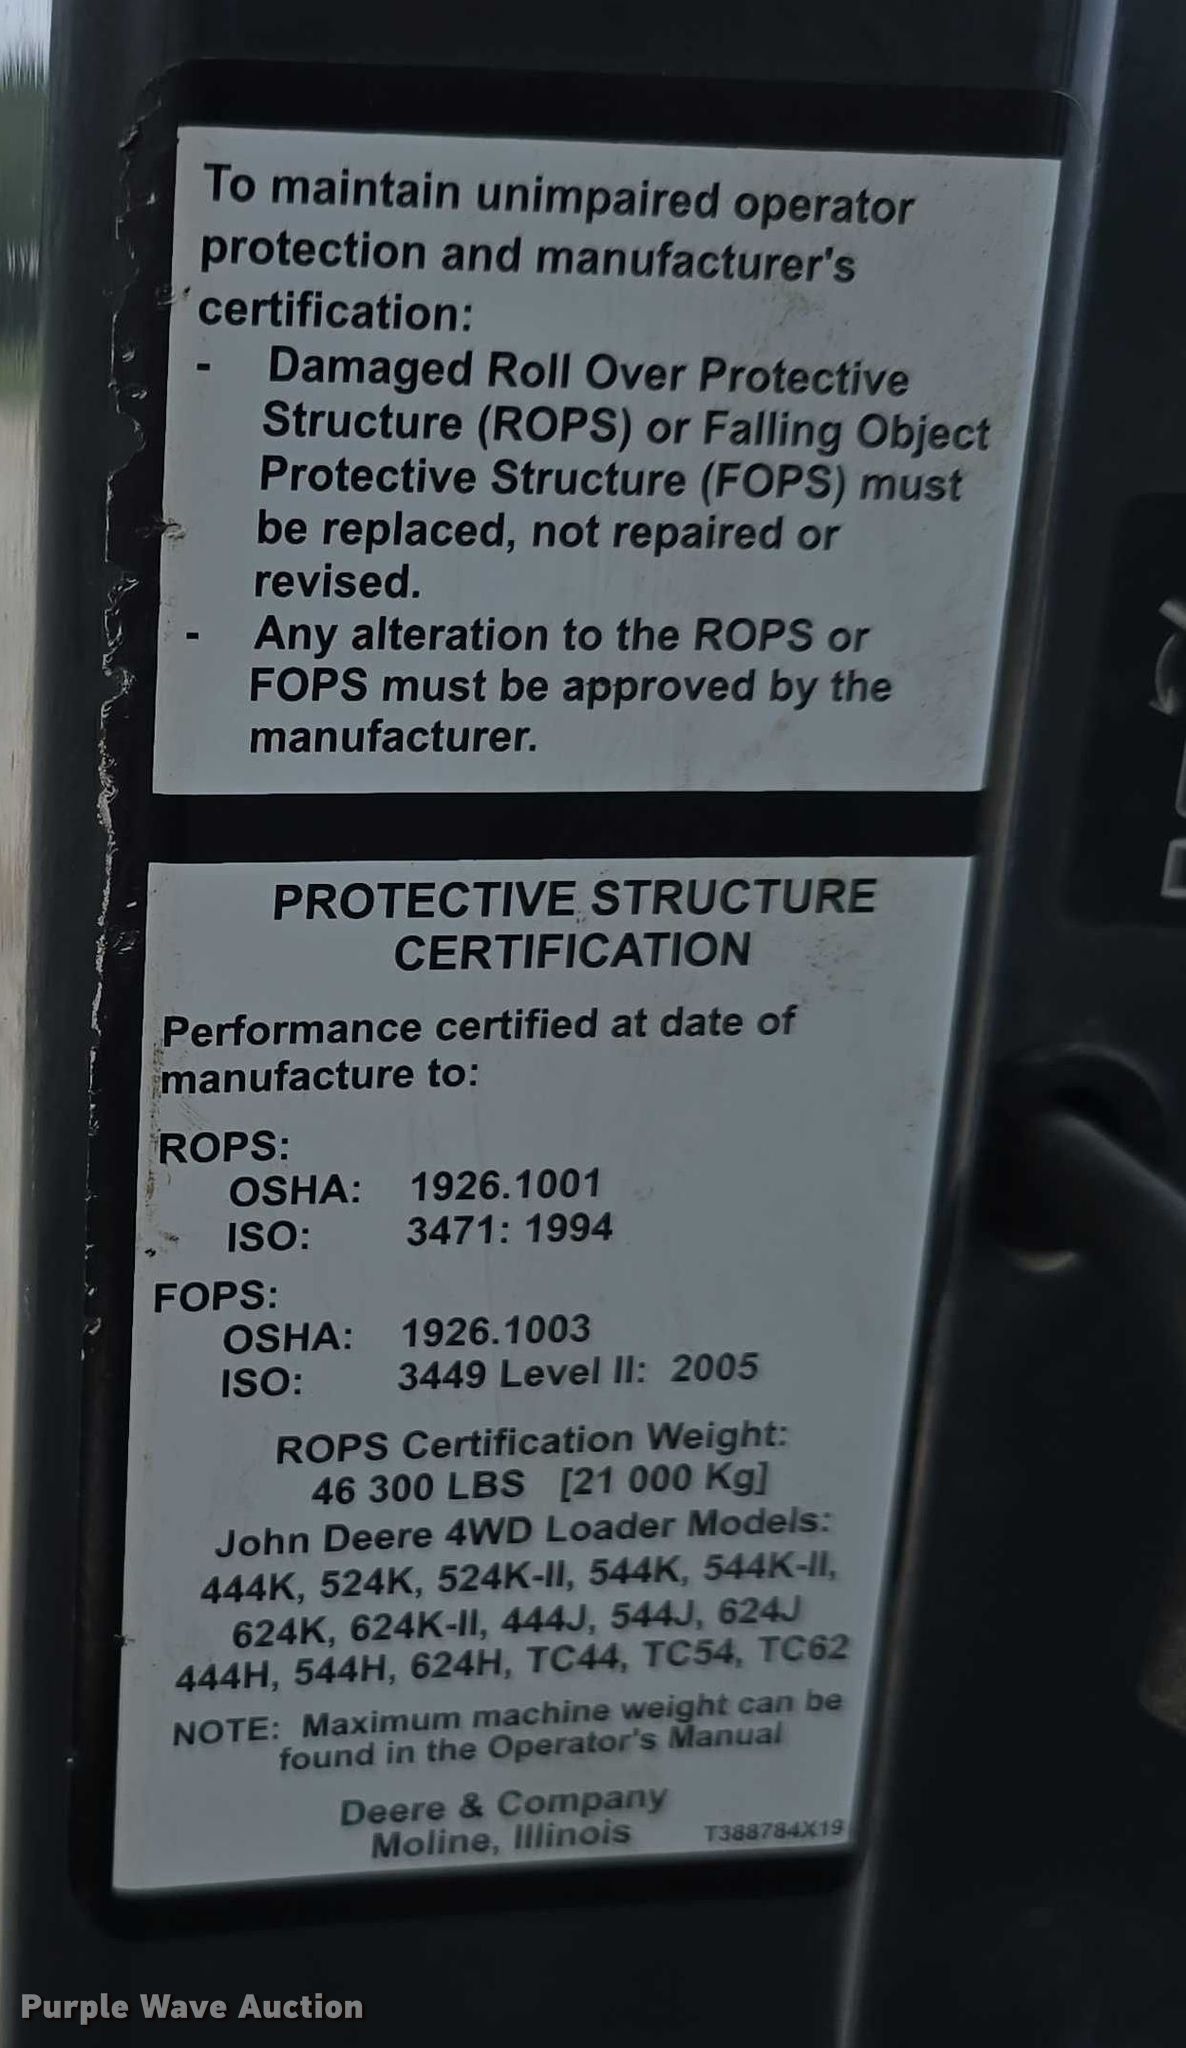 To maintain unimpaired operator
protection and manufacturer's
certification:
- Damaged Roll Over Protective
Structure (ROPS) or Falling Object
Protective Structure (FOPS) must
be replaced, not repaired or
revised.
- Any alteration to the ROPS or
FOPS must be approved by the
manufacturer.
PROTECTIVE STRUCTURE
CERTIFICATION
Performance certified at date of
manufacture to:
ROPS:
OSHA: 1926.1001
ISO: 3471: 1994
FOPS:
OSHA: 1926.1003
ISO: 3449 Level II: 2005
ROPS Certification Weight:
46 300 LBS [21 000 Kg]
John Deere 4WD Loader Models:
444K, 524K, 524K-II, 544K, 544K-II,
624K, 624K-II, 444J, 544J, 624J
444H, 544H, 624H, TC44, TC54, TC62
NOTE: Maximum machine weight can be
found in the Operator's Manual
Deere & Company
Moline, Illinois T388784X19
Purple Wave Auction